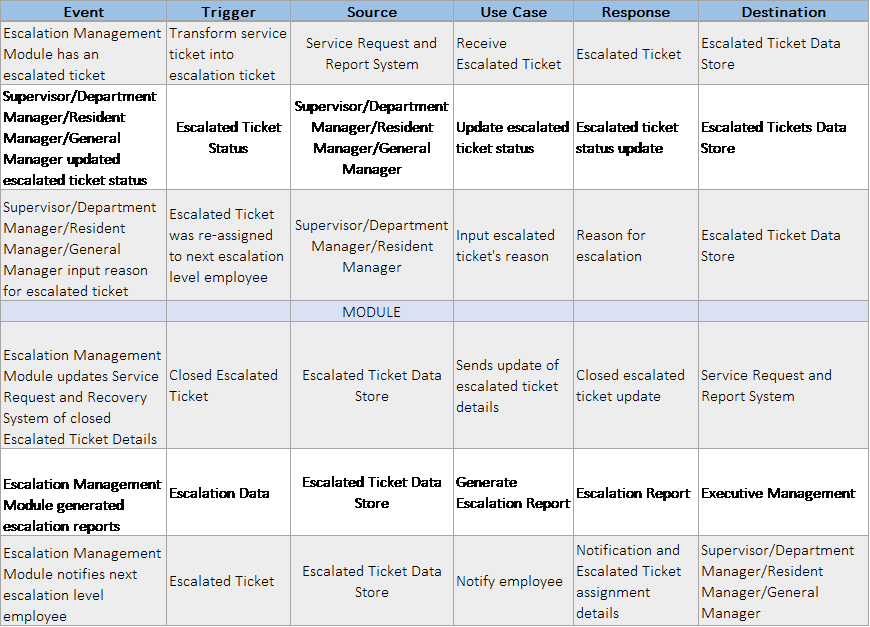 Event Trigger Source Use Case Response Destination
Escalation Management
Module has an
escalated ticket
Transform service
ticket into
escalation ticket
Service Request and
Report System
Receive
Escalated Ticket
Escalated Ticket
Escalated Ticket Data
Store
Supervisor/Department
Manager/Resident
Manager/General
Manager updated
escalated ticket status
Escalated Ticket
Status
Supervisor/Department
Manager/Resident
Manager/General
Manager
Update escalated
ticket status
Escalated ticket
status update
Escalated Tickets Data
Store
Supervisor/Department
Manager/Resident
Manager/General
Manager input reason
for escalated ticket
Escalated Ticket
was re-assigned
to next escalation
level employee
Supervisor/Department
Manager/Resident
Manager
Input escalated
ticket's reason
Reason for
escalation
Escalated Ticket Data
Store
MODULE
Escalation Management
Module updates Service
Request and Recovery
System of closed
Escalated Ticket Details
Closed Escalated
Ticket
Escalated Ticket Data
Store
Sends update of
escalated ticket
details
Closed escalated
ticket update
Service Request and
Report System
Escalation Management
Module generated
escalation reports
Escalation Data
Escalated Ticket Data
Store
Generate
Escalation Report
Escalation Report
Executive Management
Escalation Management
Module notifies next
escalation level
employee
Escalated Ticket
Escalated Ticket Data
Store
Notify employee
Notification and
Escalated Ticket
assignment
details
Supervisor/Department
Manager/Resident
Manager/General
Manager